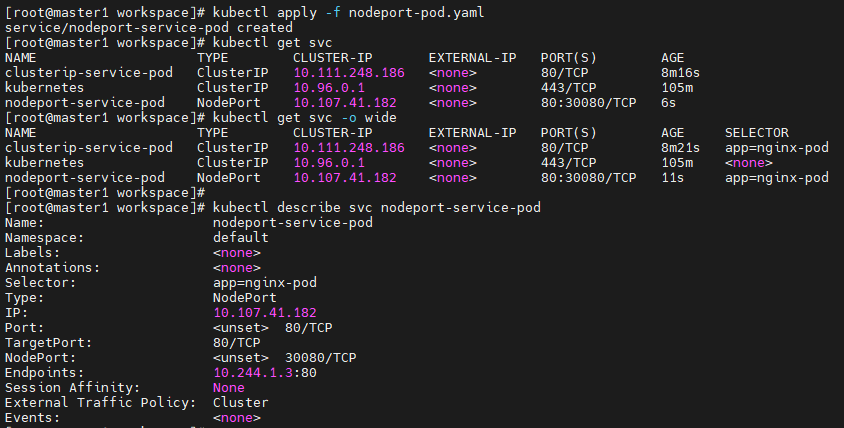 [root@master1 workspace]# kubectl apply -f nodeport-pod.yaml
service/nodeport-service-pod created
[root@master1 workspace]# kubectl get svc
NAME                   TYPE        CLUSTER-IP       EXTERNAL-IP   PORT(S)        AGE
clusterip-service-pod   ClusterIP   10.111.248.186   <none>        80/TCP         8m16s
kubernetes              ClusterIP   10.96.0.1        <none>        443/TCP        105m
nodeport-service-pod    NodePort    10.107.41.182    <none>        80:30080/TCP   6s
[root@master1 workspace]# kubectl get svc -o wide
NAME                    TYPE        CLUSTER-IP       EXTERNAL-IP   PORT(S)        AGE     SELECTOR
clusterip-service-pod   ClusterIP   10.111.248.186   <none>        80/TCP         8m21s   app=nginx-pod
kubernetes              ClusterIP   10.96.0.1        <none>        443/TCP        105m    <none>
nodeport-service-pod    NodePort    10.107.41.182    <none>        80:30080/TCP   11s     app=nginx-pod
[root@master1 workspace]#
[root@master1 workspace]# kubectl describe svc nodeport-service-pod
Name:                     nodeport-service-pod
Namespace:                default
Labels:                   <none>
Annotations:              <none>
Selector:                 app=nginx-pod
Type:                     NodePort
IP:                       10.107.41.182
Port:                     <unset>  80/TCP
TargetPort:               80/TCP
NodePort:                 <unset>  30080/TCP
Endpoints:                10.244.1.3:80
Session Affinity:         None
External Traffic Policy:  Cluster
Events:                   <none>